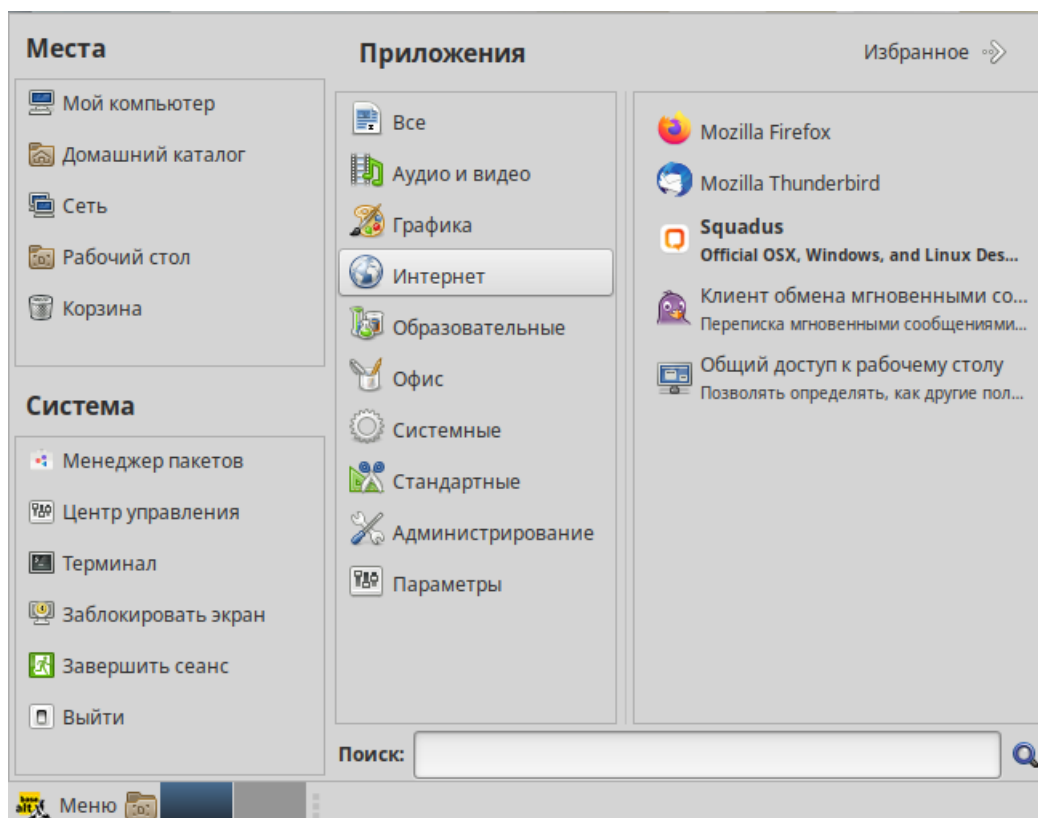 Места
Мой компьютер
Домашний каталог
Сеть
Рабочий стол
Корзина
Система
Менеджер пакетов
Центр управления
Терминал
Заблокировать экран
Завершить сеанс
Выйти
Приложения
Все
Аудио и видео
Графика
Интернет
Образовательные
Офис
Системные
Стандартные
Администрирование
Параметры
Избранное
Mozilla Firefox
Mozilla Thunderbird
Squadus
Official OSX, Windows, and Linux Des...
Клиент обмена мгновенными со...
Переписка мгновенными сообщениями...
Общий доступ к рабочему столу
Позволять определять, как другие пол...
Поиск:
base
alt
Меню